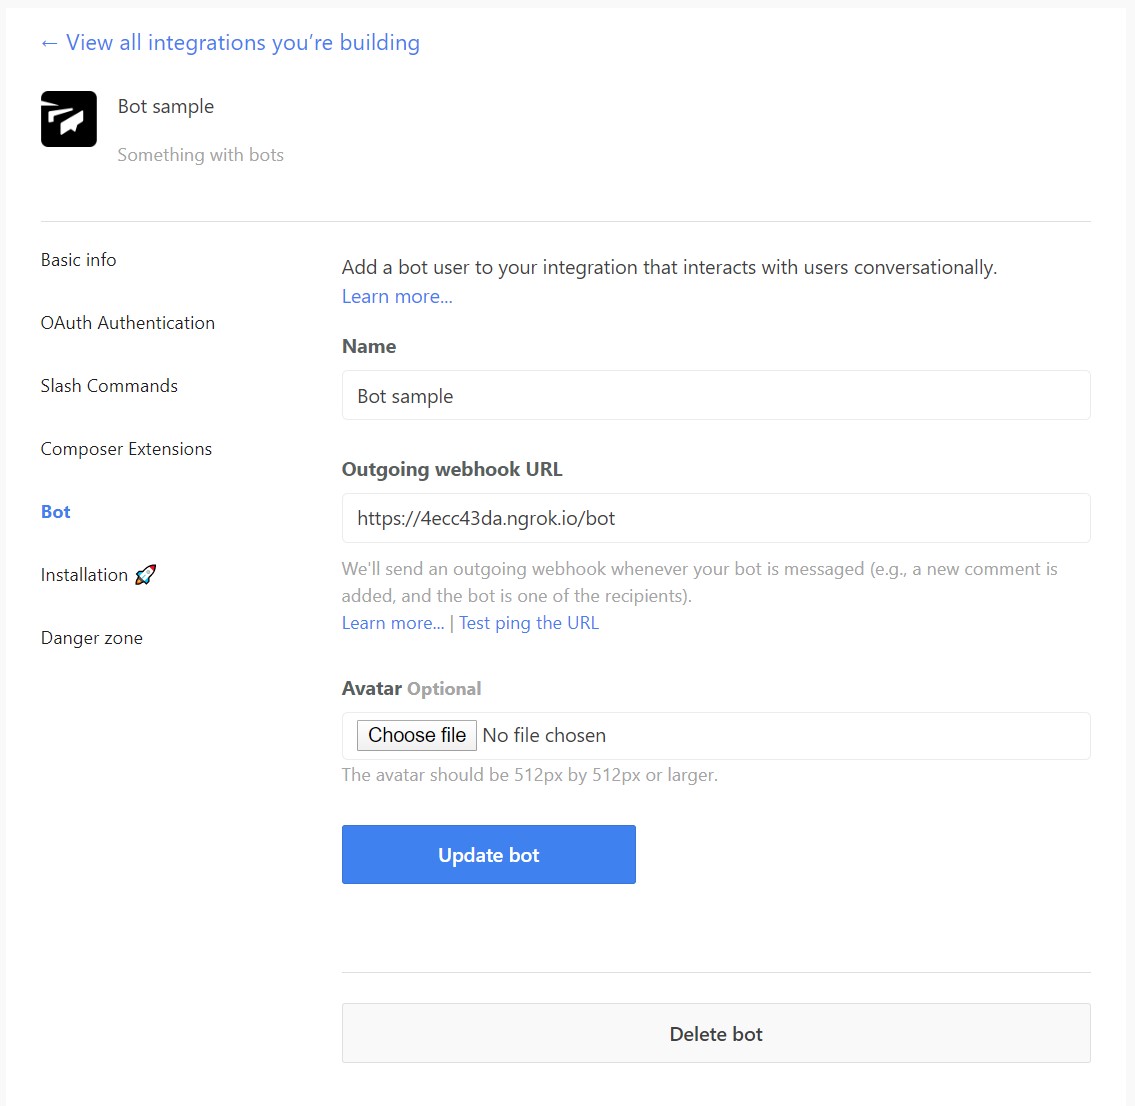 ← View all integrations you’re building
Bot sample
Something with bots
Basic info
OAuth Authentication
Slash Commands
Composer Extensions
Bot
Installation 🚀
Danger zone
Add a bot user to your integration that interacts with users conversationally.
Learn more...
Name
Bot sample
Outgoing webhook URL
https://4ecc43da.ngrok.io/bot
We'll send an outgoing webhook whenever your bot is messaged (e.g., a new comment is
added, and the bot is one of the recipients).
Learn more... | Test ping the URL
Avatar Optional
Choose file No file chosen
The avatar should be 512px by 512px or larger.
Update bot
Delete bot